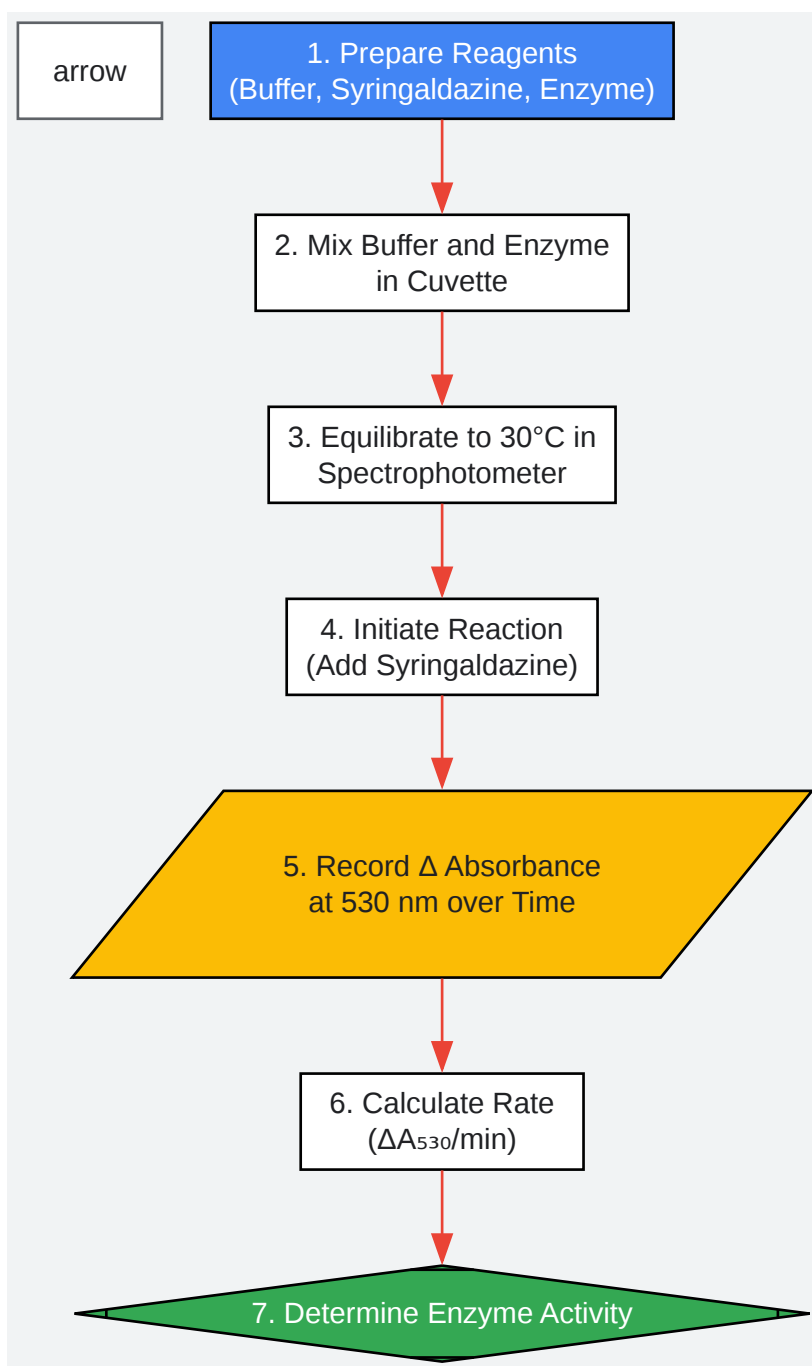 arrow
1. Prepare Reagents
(Buffer, Syringaldazine, Enzyme)
2. Mix Buffer and Enzyme
in Cuvette
3. Equilibrate to 30°C in
Spectrophotometer
4. Initiate Reaction
(Add Syringaldazine)
5. Record Δ Absorbance
at 530 nm over Time
6. Calculate Rate
(ΔA₅₃₀/min)
7. Determine Enzyme Activity